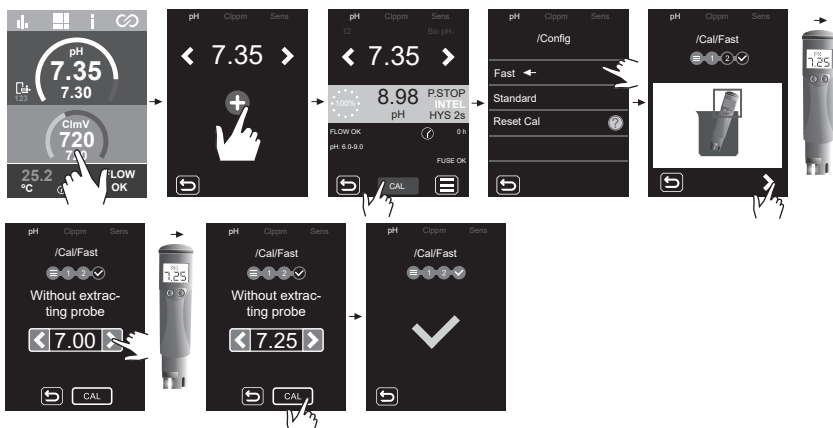 pH
7.35
7.30
123
ClmV
720
25.2
ºC
FLOW
OK
pH Clppm Sens
7.35
pH Clppm Sens
12 Bio pH-
7.35
100%
8.98
pH
P.STOP
INTEL
HYS 2s
FLOW OK
0 h
pH: 6.0-9.0
FUSE OK
CAL
pH Clppm Sens
/Config
Fast
Standard
Reset Cal ?
pH Clppm Sens
/Cal/Fast
1 2
PH
7.25
pH Clppm Sens
/Cal/Fast
1 2
Without extrac-
ting probe
7.00
CAL
PH
7.25
pH Clppm Sens
/Cal/Fast
1 2
Without extrac-
ting probe
7.25
CAL
pH Clppm Sens
/Cal/Fast
1 2